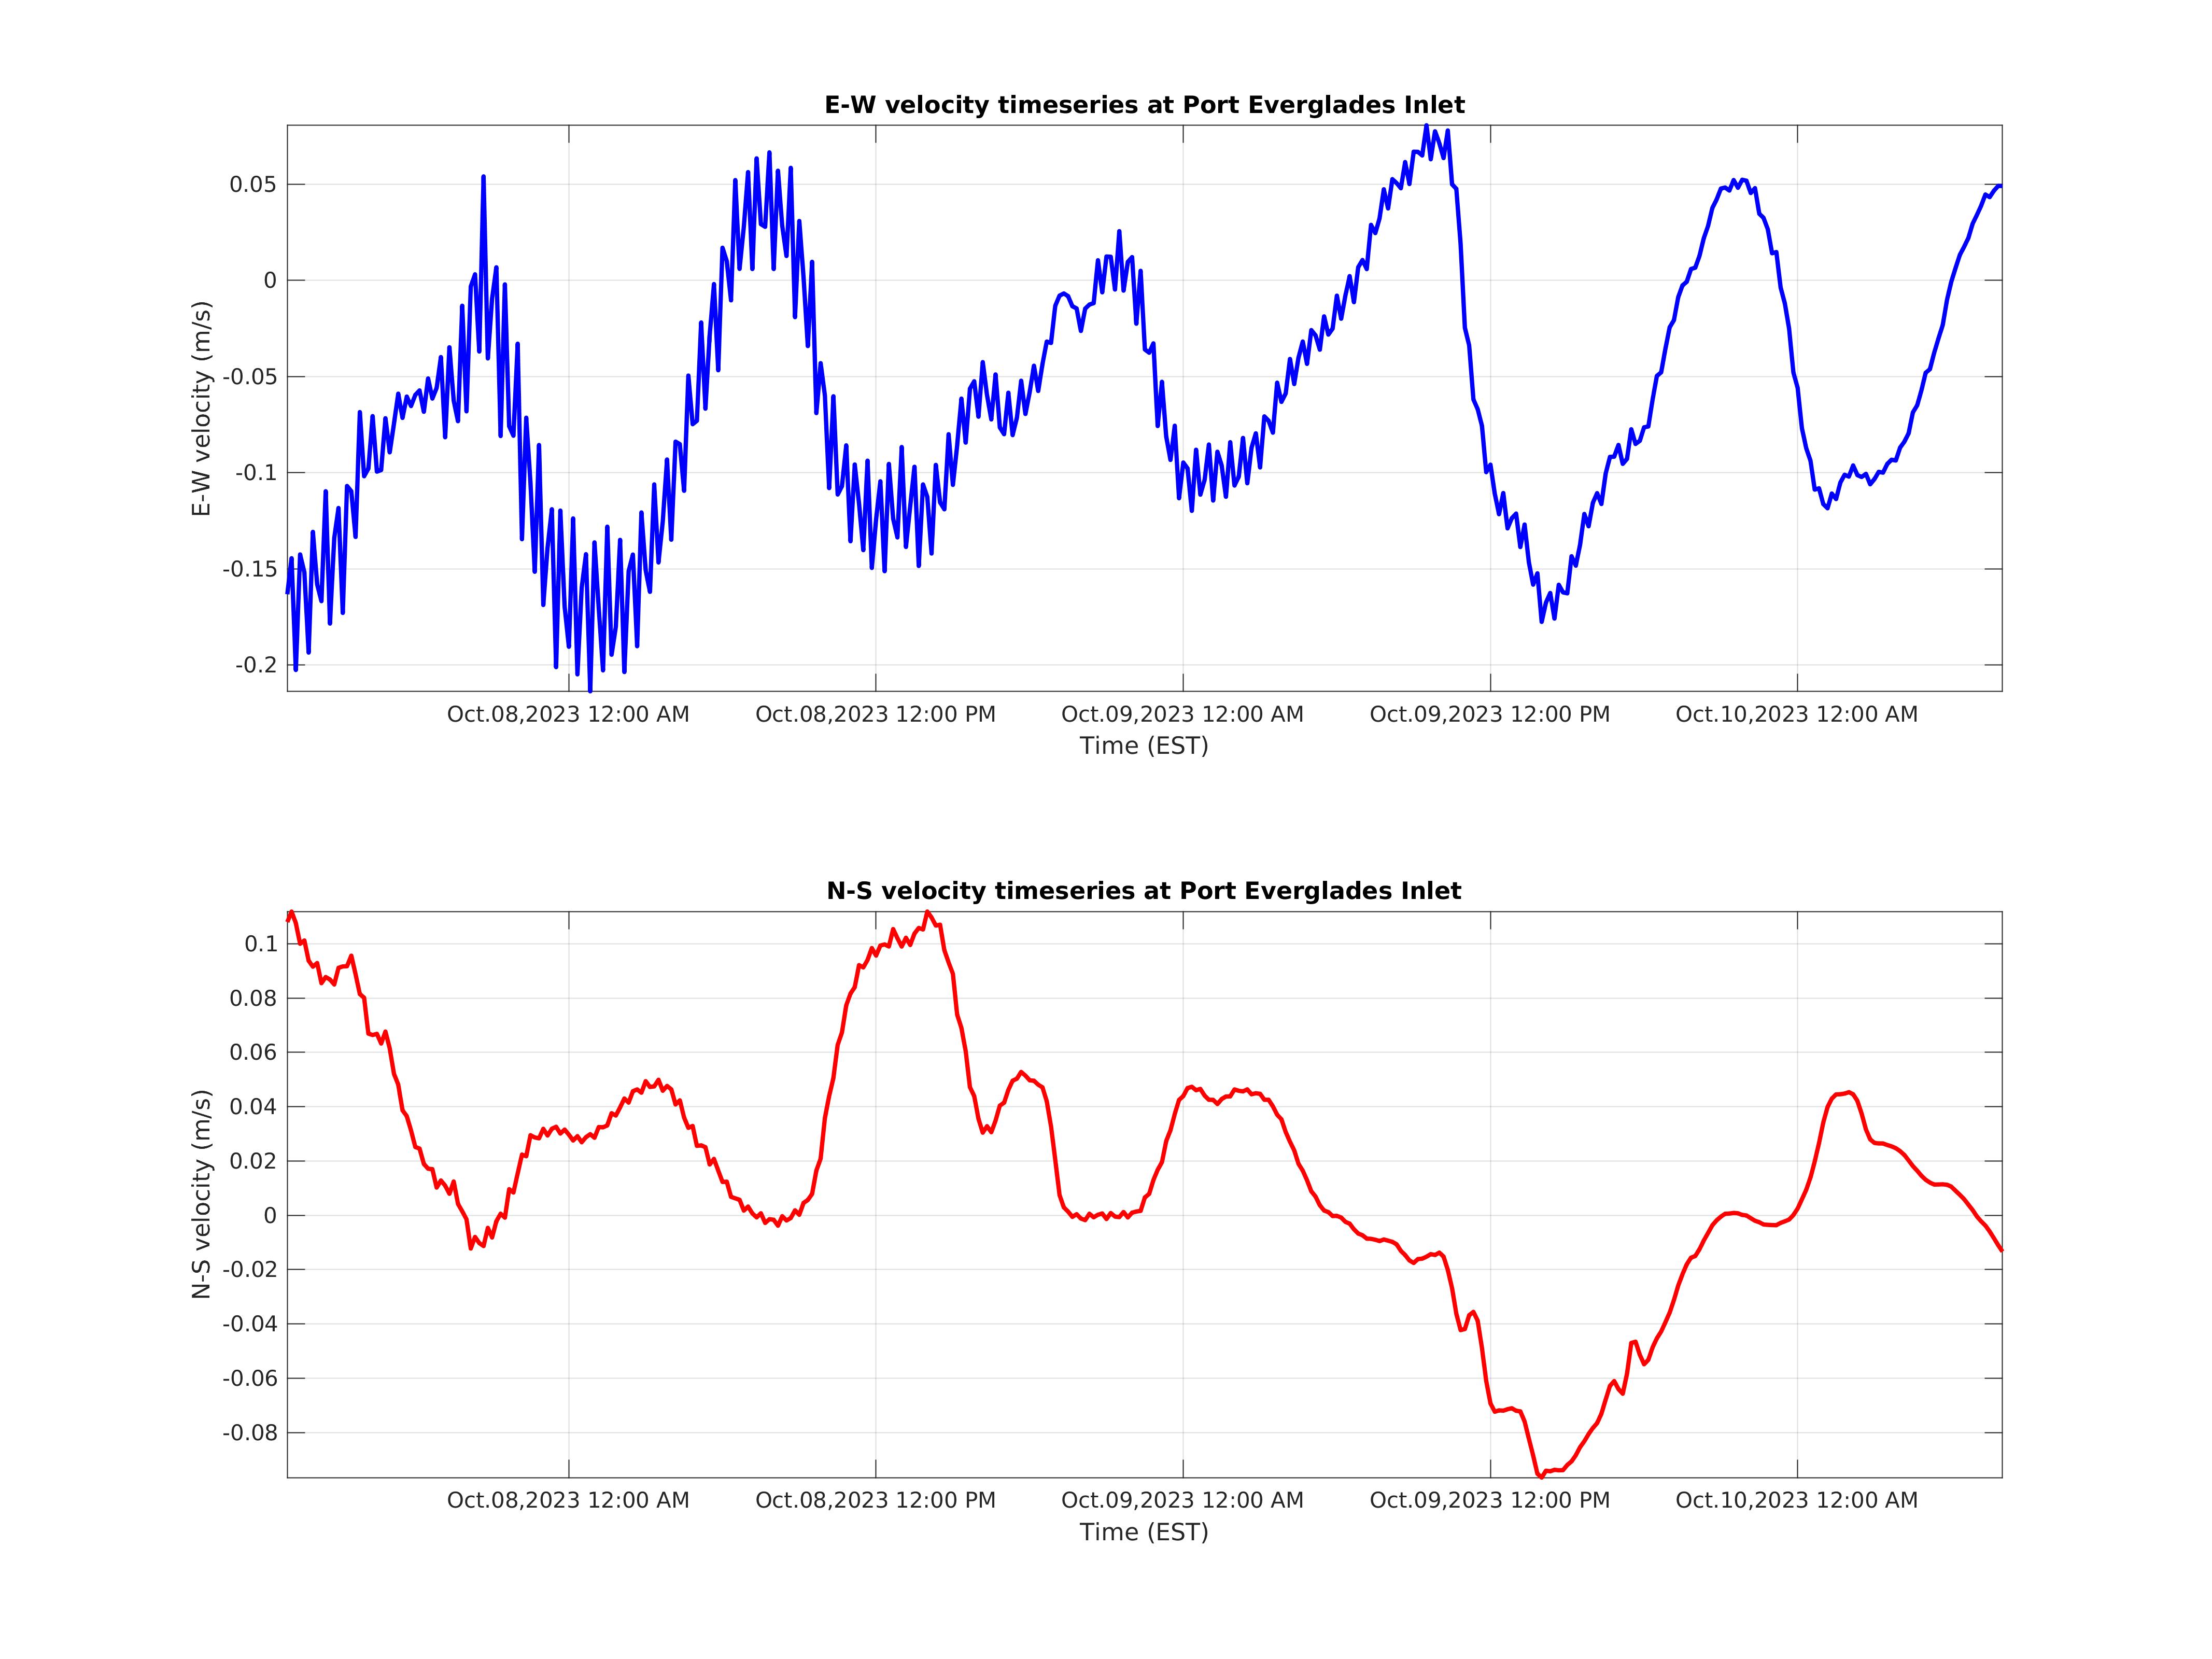 E-W velocity timeseries at Port Everglades Inlet
E-W velocity (m/s)
0.05
0
-0.05
-0.1
-0.15
-0.2
Oct.08,2023 12:00 AM
Oct.08,2023 12:00 PM
Oct.09,2023 12:00 AM
Oct.09,2023 12:00 PM
Oct.10,2023 12:00 AM
Time (EST)
N-S velocity timeseries at Port Everglades Inlet
N-S velocity (m/s)
0.1
0.08
0.06
0.04
0.02
0
-0.02
-0.04
-0.06
-0.08
Oct.08,2023 12:00 AM
Oct.08,2023 12:00 PM
Oct.09,2023 12:00 AM
Oct.09,2023 12:00 PM
Oct.10,2023 12:00 AM
Time (EST)